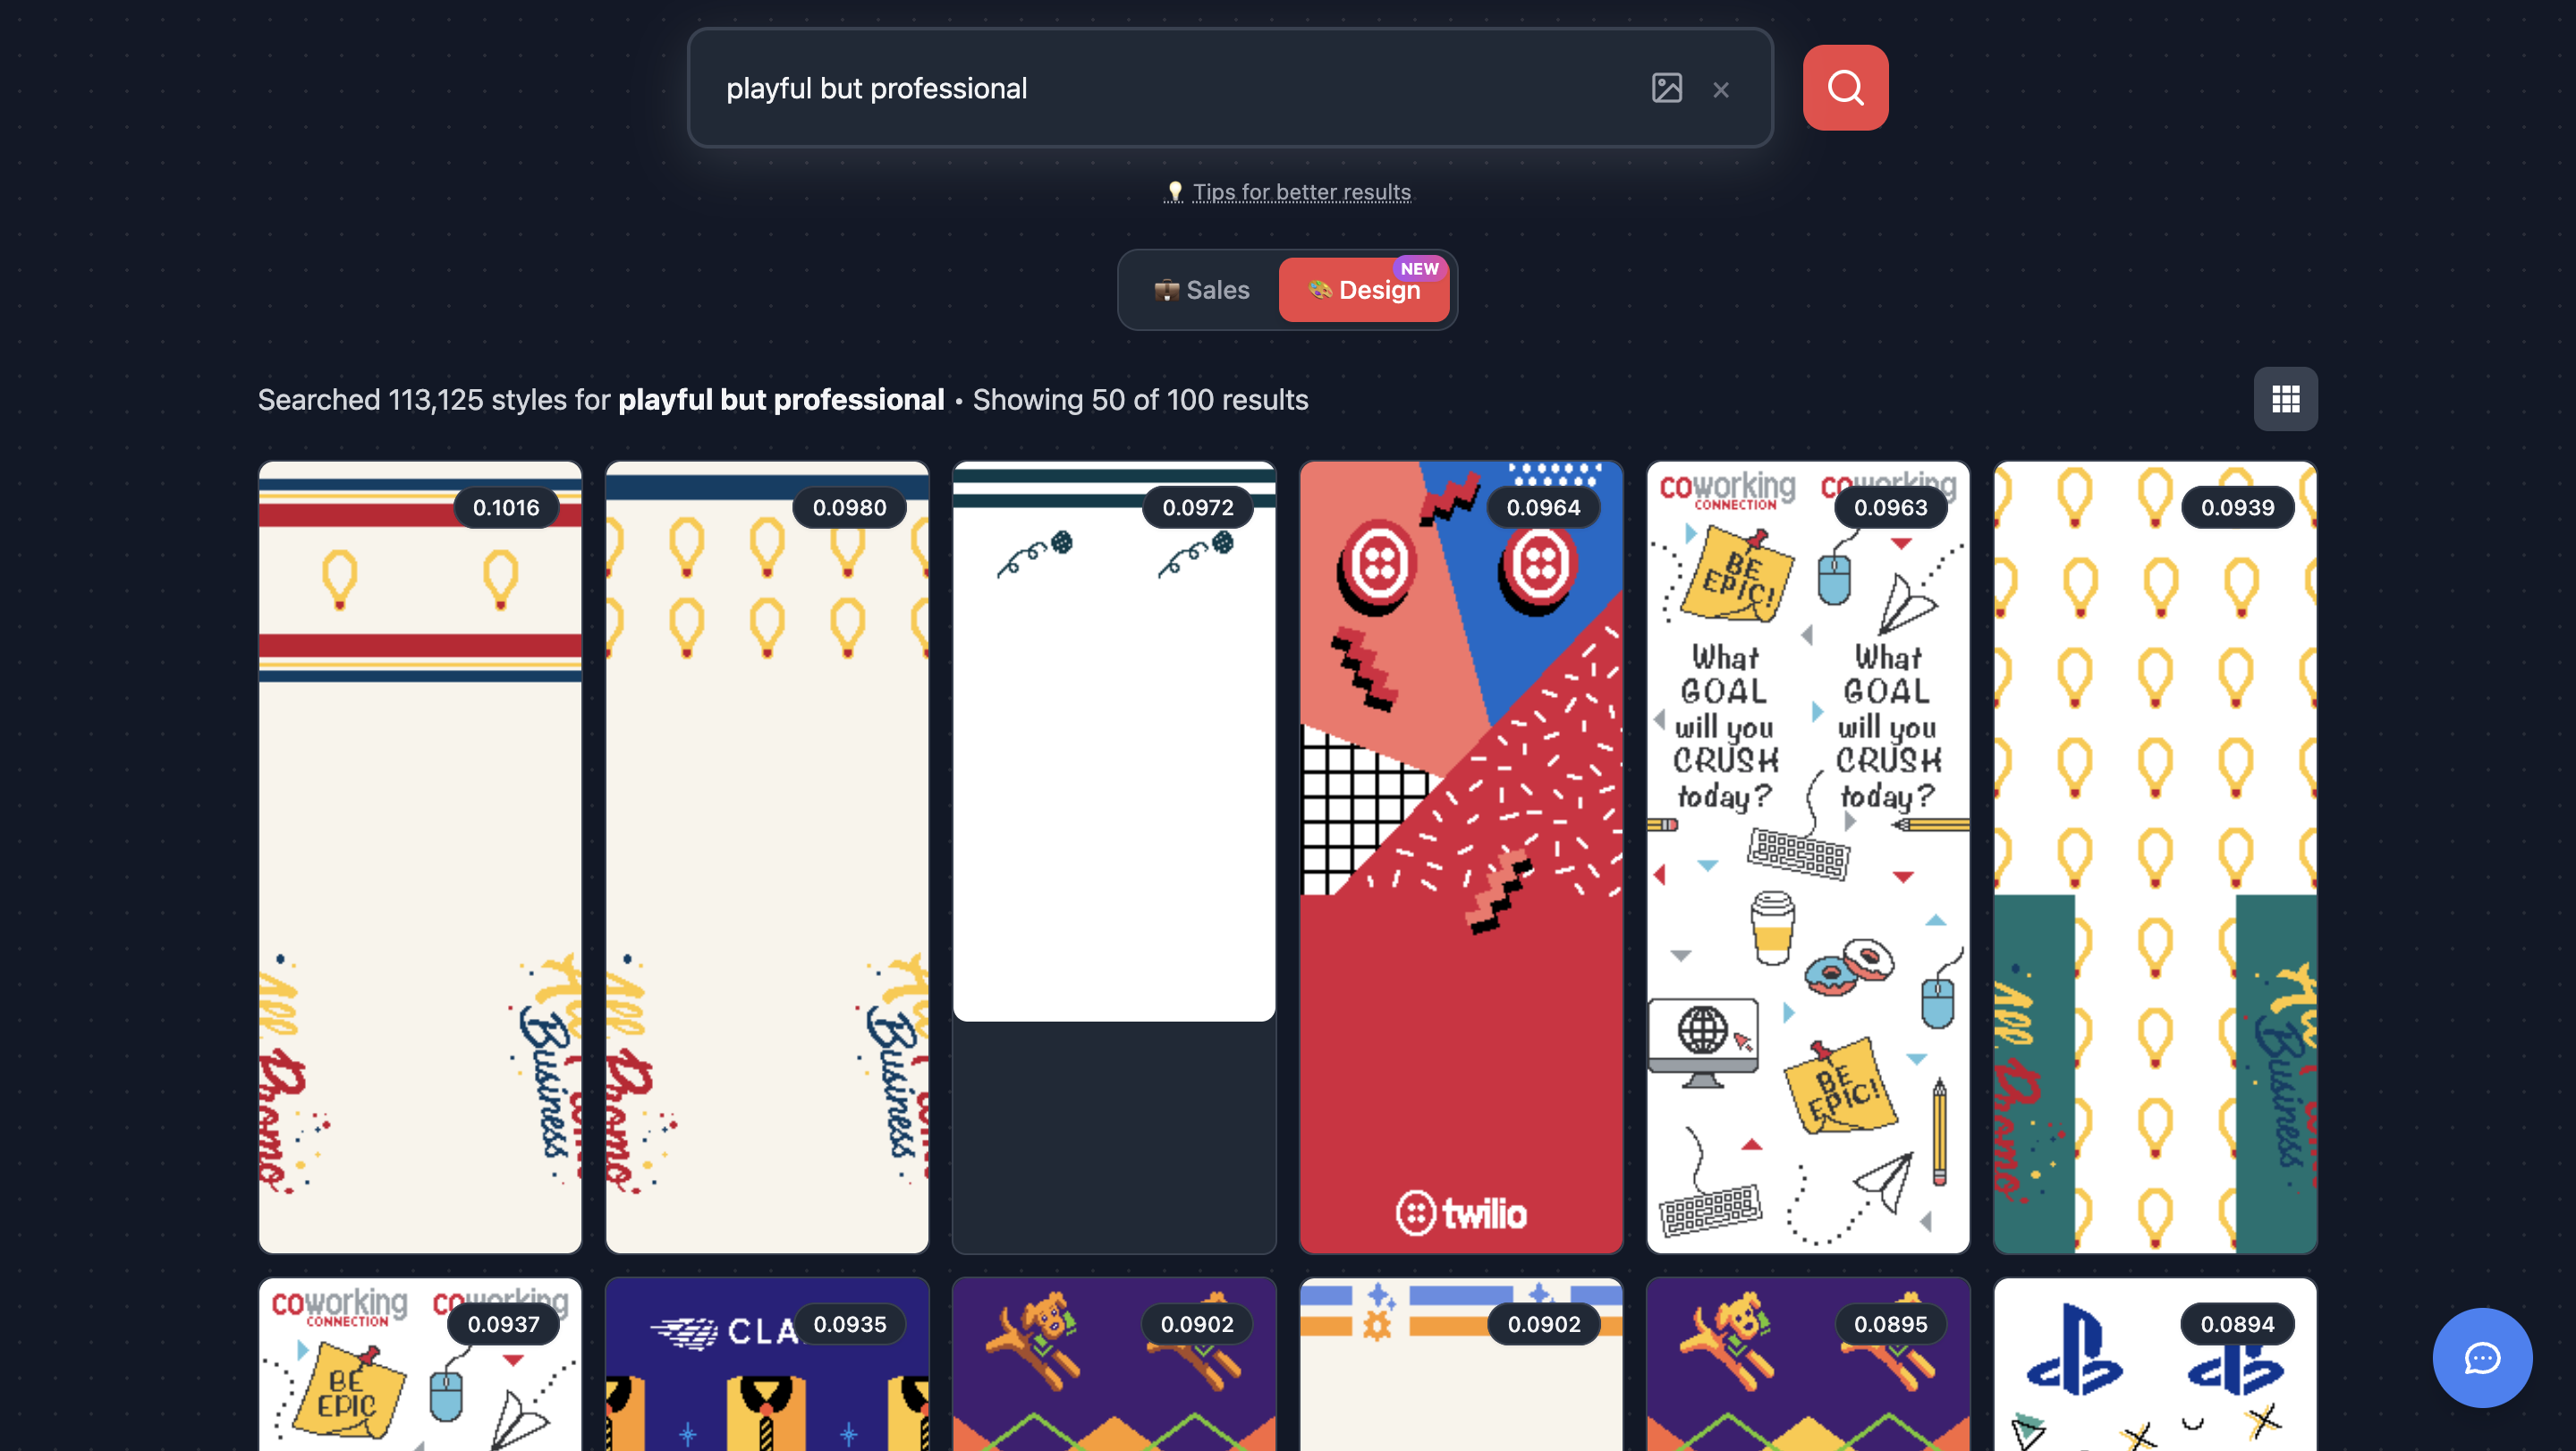 playful but professional
Tips for better results
Sales
Design
NEW
Searched 113,125 styles for playful but professional • Showing 50 of 100 results
0.1016
All
Promo
Business
0.0980
All
Promo
Business
0.0972
0.0964
twilio
coworking
CONNECTION
0.0963
BE
EPIC!
What
GOAL
will you
CRUSH
today?
What
GOAL
will you
CRUSH
today?
BE
EPIC!
0.0939
All
Promo
Business
coworking
CONNECTION
coworking
0.0937
BE
EPIC
CLA
0.0935
0.0902
0.0902
0.0895
0.0894